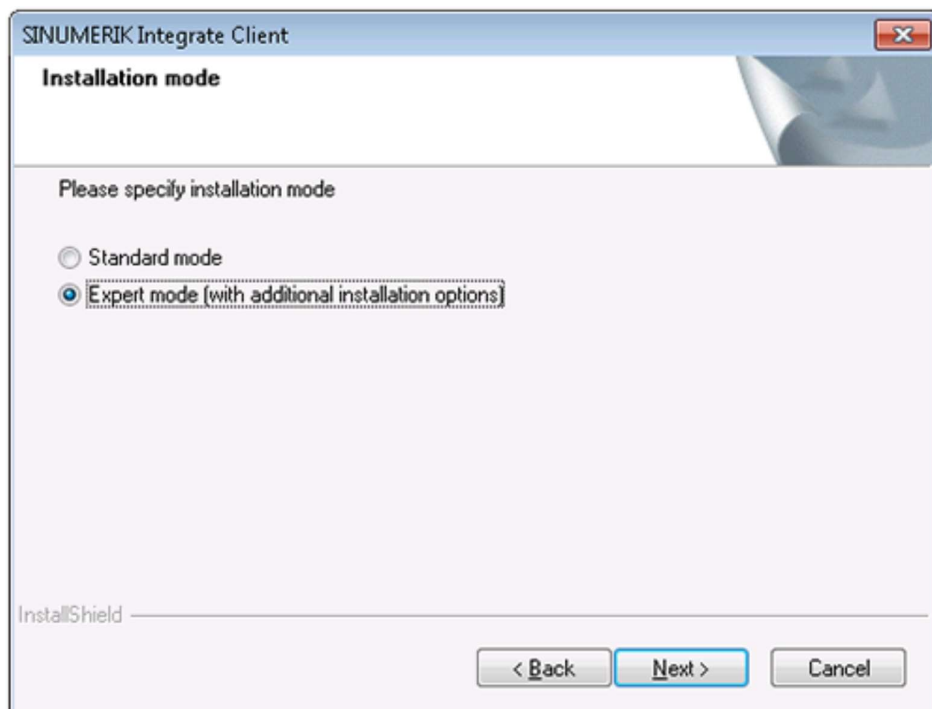 SINUMERIK Integrate Client
Installation mode
Please specify installation mode
Standard mode
Expert mode (with additional installation options)
InstallShield
< Back Next > Cancel